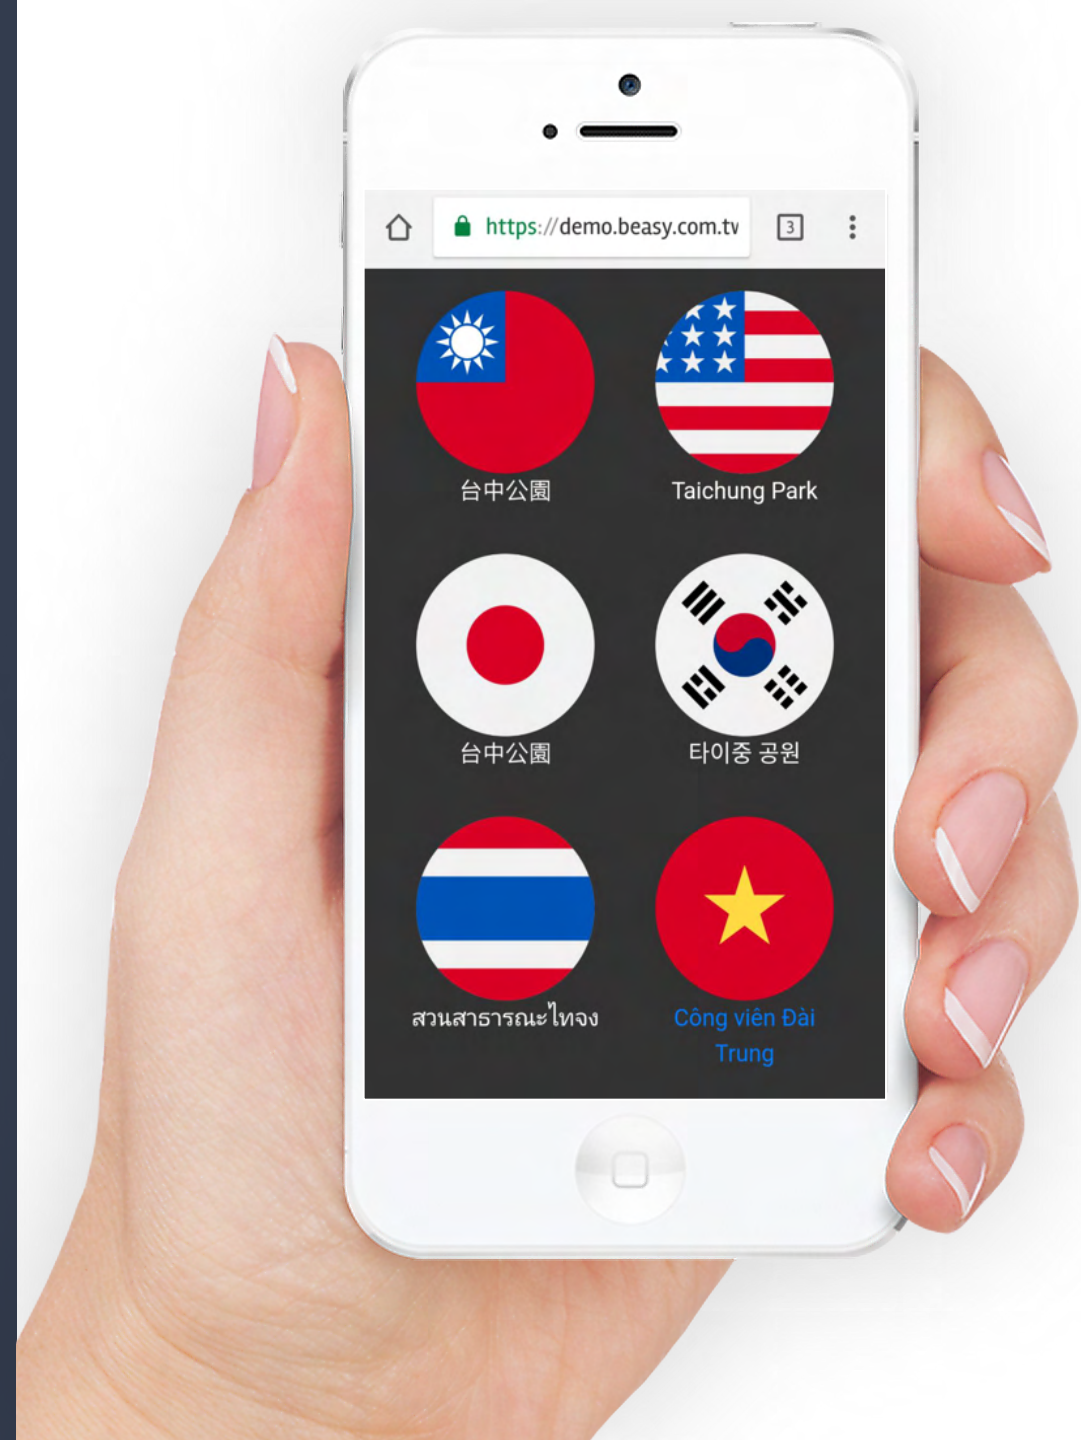 https://demo.beasy.com.tw
3
台中公園
Taichung Park
台中公園
타이중 공원
สวนสาธารณะไทจง
Công viên Đài
Trung